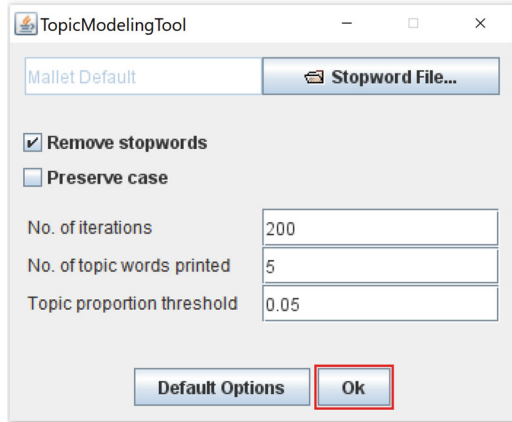 TopicModelingTool
Mallet Default Stopword File...
Remove stopwords
Preserve case
No. of iterations 200
No. of topic words printed 5
Topic proportion threshold 0.05
Default Options Ok